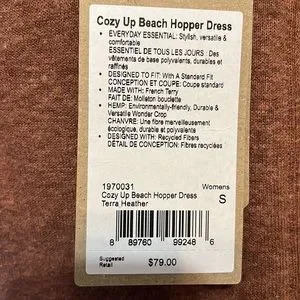 Cozy Up Beach Hopper Dress
• EVERYDAY ESSENTIAL: Stylish, versatile &
comfortable
ESSENTIEL DE TOUS LES JOURS : Des
vêtements de base polyvalents, durables et
raffinés
• DESIGNED TO FIT: With A Standard Fit
CONCEPTION ET COUPE: Coupe standard
• MADE WITH: French Terry
FAIT DE: Molleton bouclette
• HEMP: Environmentally-friendly, Durable &
Versatile Wonder Crop
CHANVRE: Une fibre merveilleusement
écologique, durable et polyvalente
• DESIGNED WITH: Recycled Fibers
DÉTAIL DE CONCEPTION: Fibres recyclées
1970031 Womens
Cozy Up Beach Hopper Dress
Terra Heather S
8 89760 99248 6
Suggested
Retail $79.00